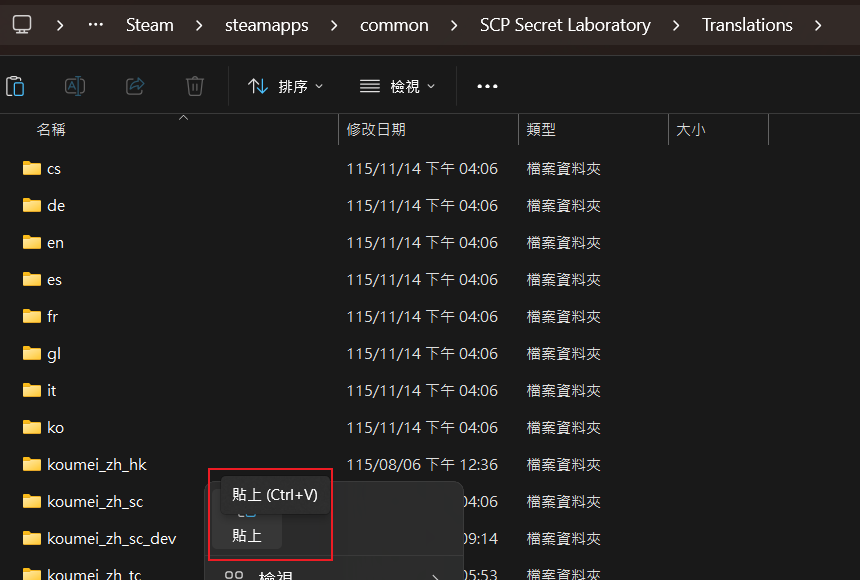 Steam > steamapps > common > SCP Secret Laboratory > Translations >
排序 檢視
名稱 修改日期 類型 大小
cs 115/11/14 下午 04:06 檔案資料夾
de 115/11/14 下午 04:06 檔案資料夾
en 115/11/14 下午 04:06 檔案資料夾
es 115/11/14 下午 04:06 檔案資料夾
fr 115/11/14 下午 04:06 檔案資料夾
gl 115/11/14 下午 04:06 檔案資料夾
it 115/11/14 下午 04:06 檔案資料夾
ko 115/11/14 下午 04:06 檔案資料夾
koumei_zh_hk 115/08/06 下午 12:36 檔案資料夾
貼上 (Ctrl+V)
koumei_zh_sc 04:06 檔案資料夾
貼上
koumei_zh_sc_dev 09:14 檔案資料夾
koumei_zh_tc 檢視 05:53 檔案資料夾